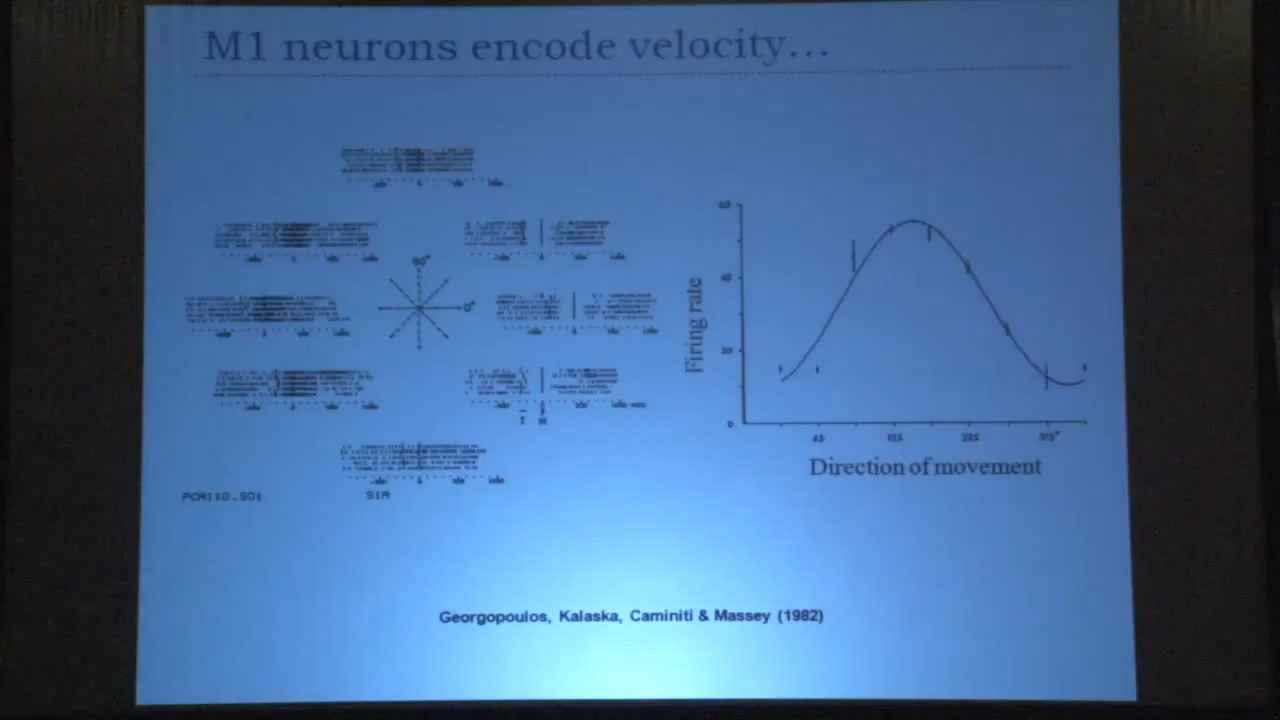 M1 neurons encode velocity...
90°
0°
T M
PCA110.S01 S1A
60
40
20
0
45 135 225 315°
Firing rate
Direction of movement
Georgopoulos, Kalaska, Caminiti & Massey (1982)